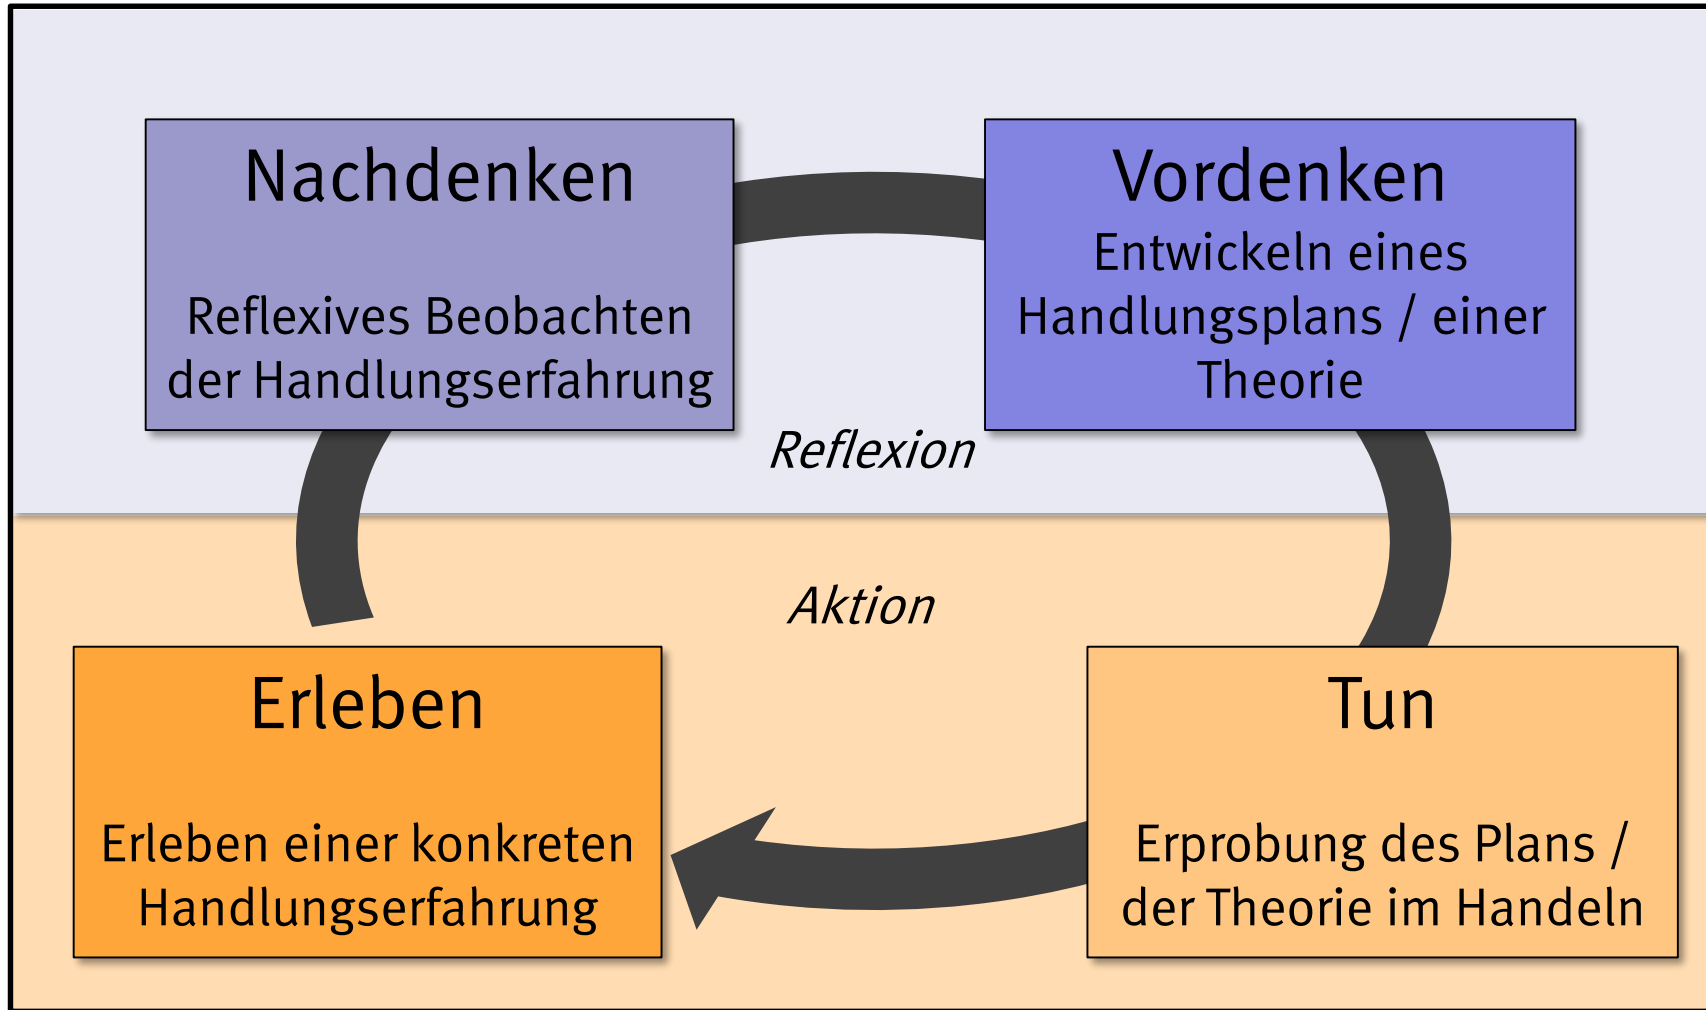 Nachdenken
Reflexives Beobachten
der Handlungserfahrung
Vordenken
Entwickeln eines
Handlungsplans / einer
Theorie
Reflexion
Aktion
Erleben
Erleben einer konkreten
Handlungserfahrung
Tun
Erprobung des Plans /
der Theorie im Handeln